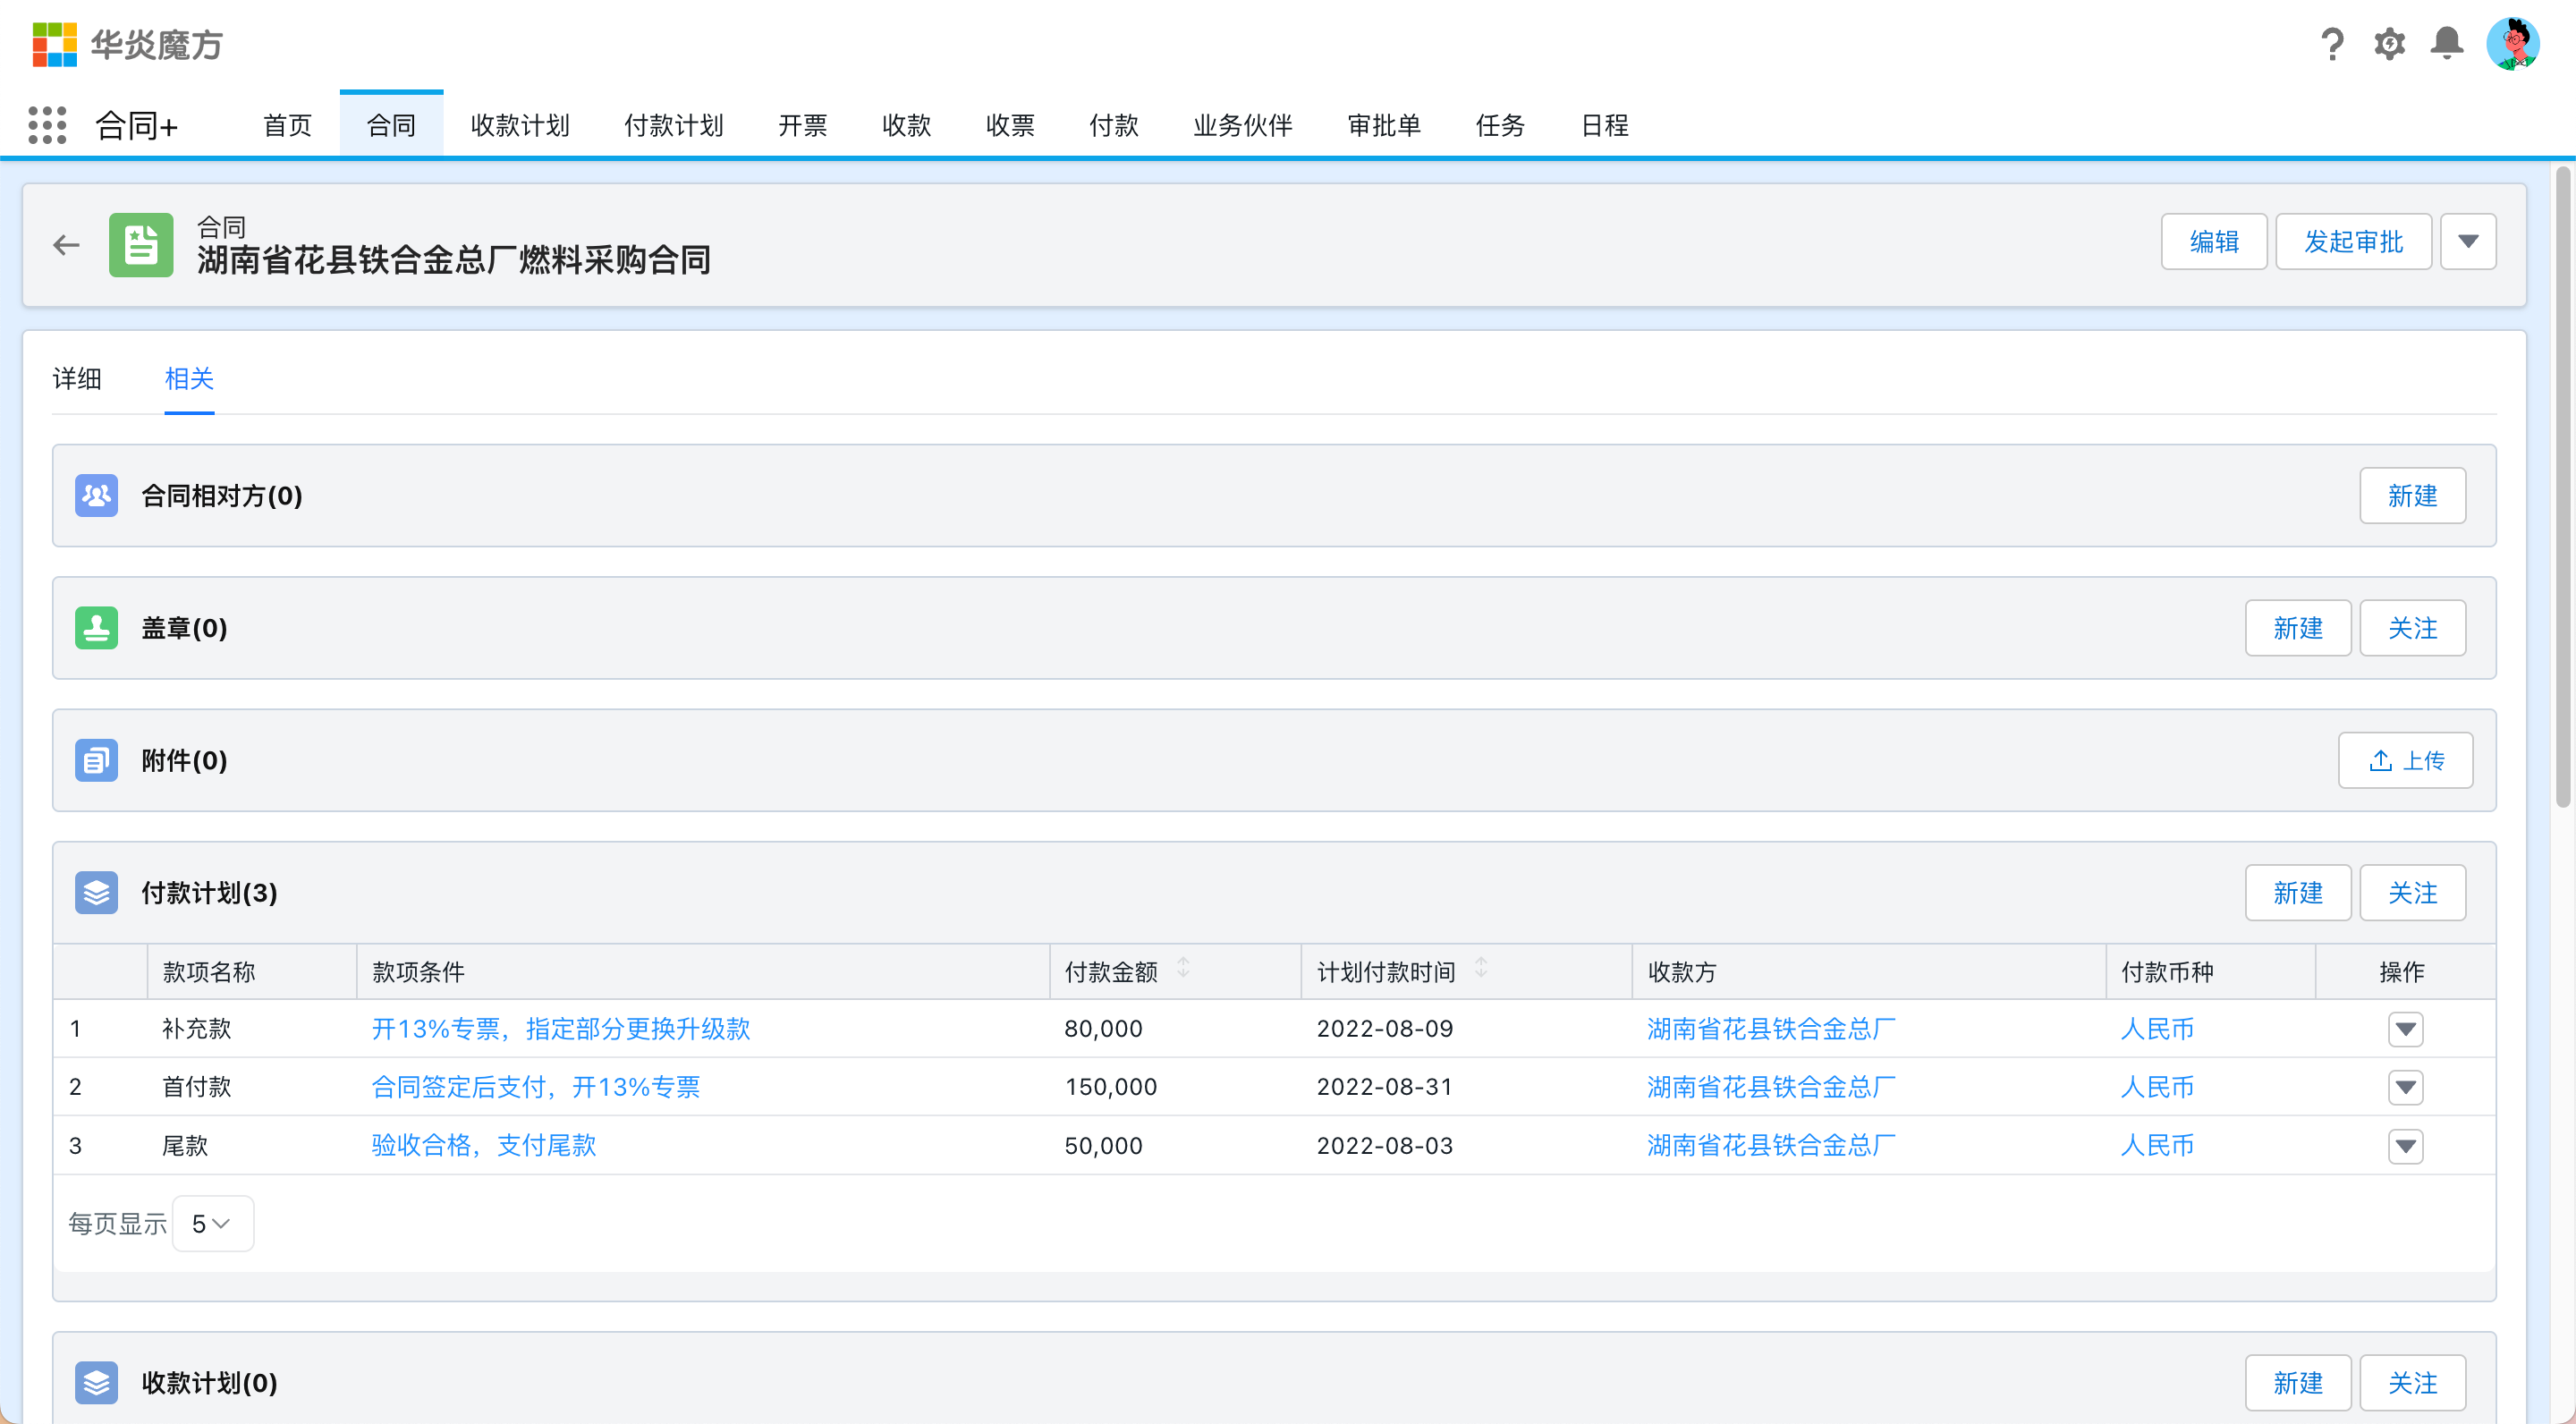 华炎魔方
合同+ 首页 合同 收款计划 付款计划 开票 收款 收票 付款 业务伙伴 审批单 任务 日程
合同
湖南省花县铁合金总厂燃料采购合同
编辑 发起审批
详细 相关
合同相对方(0) 新建
盖章(0) 新建 关注
附件(0) 上传
付款计划(3) 新建 关注
款项名称 款项条件 付款金额 计划付款时间 收款方 付款币种 操作
1 补充款 开13%专票，指定部分更换升级款 80,000 2022-08-09 湖南省花县铁合金总厂 人民币
2 首付款 合同签定后支付，开13%专票 150,000 2022-08-31 湖南省花县铁合金总厂 人民币
3 尾款 验收合格，支付尾款 50,000 2022-08-03 湖南省花县铁合金总厂 人民币
每页显示 5
收款计划(0) 新建 关注